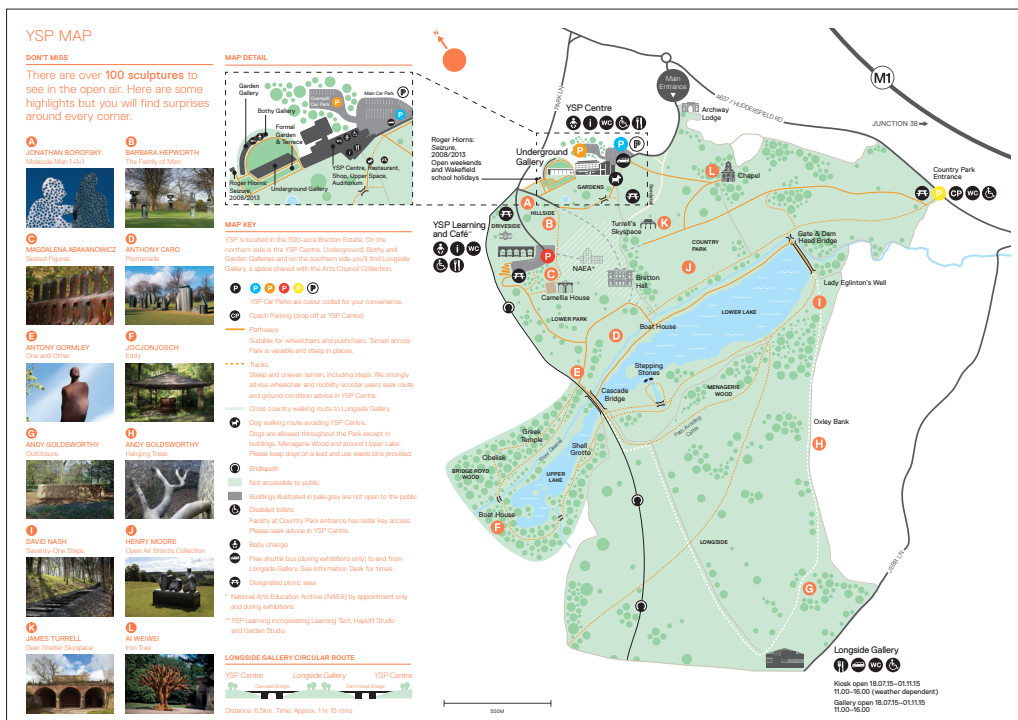 YSP MAP
DON'T MISS
There are over 100 sculptures to
see in the open air. Here are some
highlights but you will find surprises
around every corner.
A
JONATHAN BOROFSKY
Molecule Man 1+1+1
B
BARBARA HEPWORTH
The Family of Man
C
MAGDALENA ABAKANOWICZ
Seated Figures
D
ANTHONY CARO
Promenade
E
ANTONY GORMLEY
One and Other
F
JOCJONJOSCH
Eddy
G
ANDY GOLDSWORTHY
Outclosure
H
ANDY GOLDSWORTHY
Hanging Trees
I
DAVID NASH
Seventy-One Steps
J
HENRY MOORE
Open Air Bronze Collection
K
JAMES TURRELL
Deer Shelter Skyspace
L
AI WEIWEI
Iron Tree
MAP DETAIL
Garden
Gallery
Bothy Gallery
Formal
Garden
& Terrace
Overspill
Car Park
P
Main Car Park
P
P
YSP Centre, Restaurant,
Shop, Upper Space,
Auditorium
Underground Gallery
Roger Hiorns:
Seizure,
2008/2013
MAP KEY
YSP is located in the 500-acre Bretton Estate. On the
northern side is the YSP Centre, Underground, Bothy and
Garden Galleries and on the southern side you'll find Longside
Gallery, a space shared with the Arts Council Collection.
P P P P P P
YSP Car Parks are colour coded for your convenience.
CP Coach Parking (drop off at YSP Centre)
Pathways
Suitable for wheelchairs and pushchairs. Terrain across
Park is variable and steep in places.
Tracks
Steep and uneven terrain, including steps. We strongly
advise wheelchair and mobility scooter users seek route
and ground condition advice in YSP Centre.
Cross country walking route to Longside Gallery
Dog walking route avoiding YSP Centre.
Dogs are allowed throughout the Park except in
buildings, Menagerie Wood and around Upper Lake.
Please keep dogs on a lead and use waste bins provided.
Bridlepath
Not accessible to public
Buildings illustrated in pale grey are not open to the public
Disabled toilets
Facility at Country Park entrance has radar key access.
Please seek advice in YSP Centre.
Baby change
Free shuttle bus (during exhibitions only) to and from
Longside Gallery. See Information Desk for times.
Designated picnic area
* National Arts Education Archive (NAEA) by appointment only
and during exhibitions
** YSP Learning incorporating Learning Tent, Hayloft Studio
and Garden Studio
LONGSIDE GALLERY CIRCULAR ROUTE
YSP Centre Longside Gallery YSP Centre
Cascade Bridge Dam Head Bridge
Distance: 6.5km. Time: Approx. 1 hr 15 mins
N
M1
JUNCTION 38
A637 / HUDDERSFIELD RD
PARK LN
Main
Entrance
Archway
Lodge
YSP Centre
i WC
P P P
Roger Hiorns:
Seizure,
2008/2013
Open weekends
and Wakefield
school holidays
Underground
Gallery
GARDENS
L
Chapel
Country Park
Entrance
P CP WC
A
HILLSIDE
B
DRIVESIDE
YSP Learning
and Café**
i WC
P
C
Turrell's
Skyspace
K
NAEA*
Bretton
Hall
Camellia House
COUNTRY
PARK
J
Gate & Dam
Head Bridge
Lady Eglinton's Well
I
LOWER PARK
D
Boat House
LOWER LAKE
E
Stepping
Stones
Cascade
Bridge
MENAGERIE
WOOD
Oxley Bank
H
Greek
Temple
River Dearne
Shell
Grotto
Obelisk
BRIDGE ROYD
WOOD
UPPER
LAKE
Boat House
F
LONGSIDE
JEBB LN
G
Longside Gallery
WC
Kiosk open 18.07.15–01.11.15
11.00–16.00 (weather dependent)
Gallery open 18.07.15–01.11.15
11.00–16.00
500M